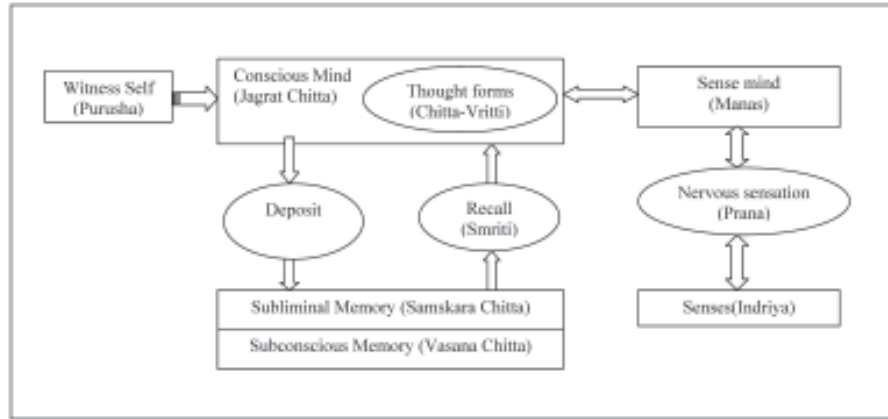 Witness Self
(Purusha)
Conscious Mind
(Jagrat Chitta)
Thought forms
(Chitta-Vritti)
Sense mind
(Manas)
Deposit
Recall
(Smriti)
Nervous sensation
(Prana)
Subliminal Memory (Samskara Chitta)
Subconscious Memory (Vasana Chitta)
Senses(Indriya)